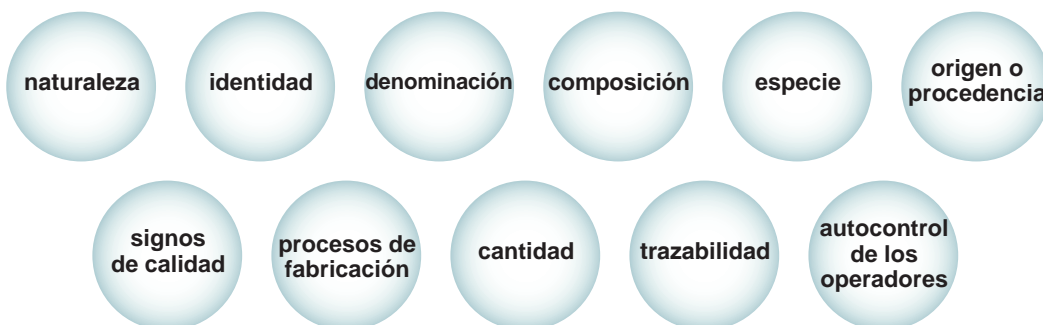 naturaleza
identidad
denominación
composición
especie
origen o
procedencia
signos
de calidad
procesos de
fabricación
cantidad
trazabilidad
autocontrol
de los
operadores